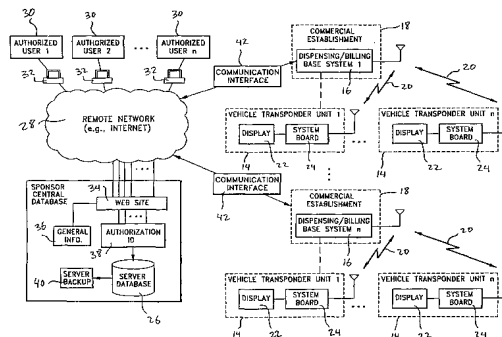 30
30
30
AUTHORIZED USER 1
AUTHORIZED USER 2
...
AUTHORIZED USER n
32
32
32
28
REMOTE NETWORK
(e.g., INTERNET)
42
COMMUNICATION
INTERFACE
COMMERCIAL
ESTABLISHMENT
18
DISPENSING/BILLING
BASE SYSTEM 1
16
20
20
VEHICLE TRANSPONDER UNIT 1
DISPLAY
SYSTEM
BOARD
14
22
24
...
VEHICLE TRANSPONDER UNIT n
DISPLAY
SYSTEM
BOARD
14
22
24
COMMUNICATION
INTERFACE
42
COMMERCIAL
ESTABLISHMENT
18
DISPENSING/BILLING
BASE SYSTEM n
16
20
20
VEHICLE TRANSPONDER UNIT 1
DISPLAY
SYSTEM
BOARD
14
22
24
...
VEHICLE TRANSPONDER UNIT n
DISPLAY
SYSTEM
BOARD
14
22
24
SPONSOR
CENTRAL
DATABASE
34
WEB SITE
36
GENERAL
INFO.
AUTHORIZATION
ID
38
40
SERVER
BACKUP
SERVER
DATABASE
26